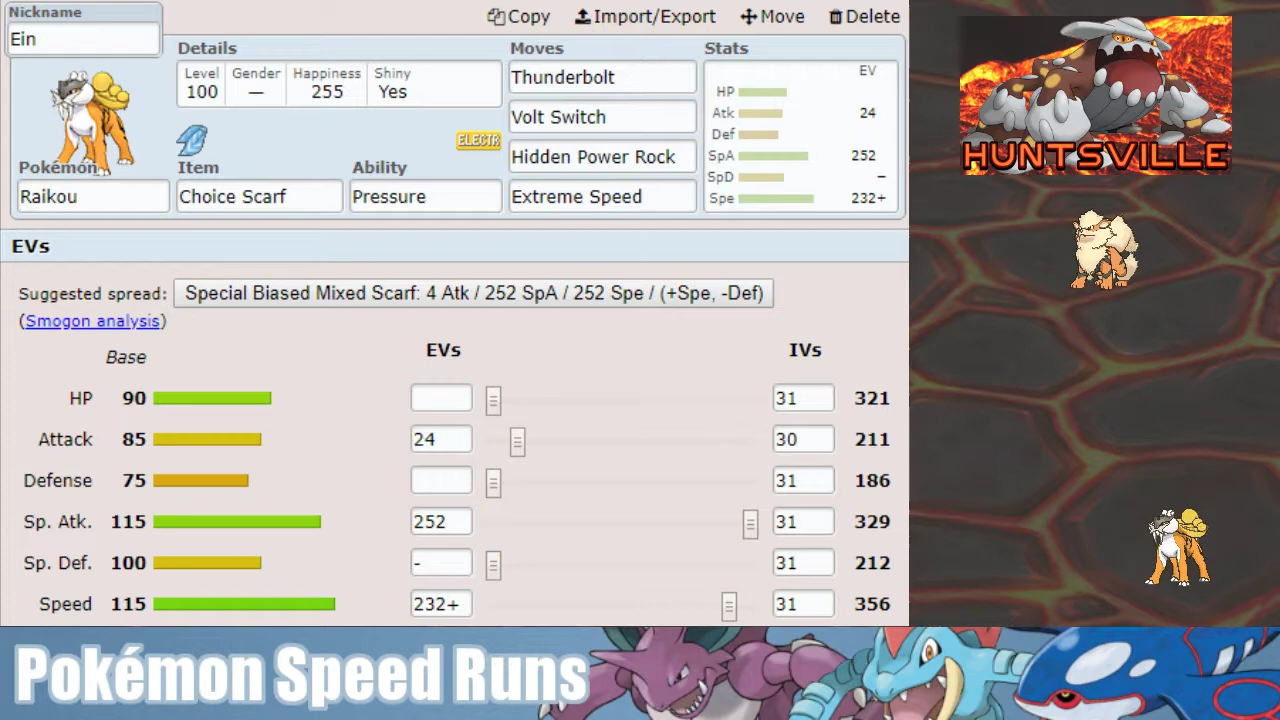 Nickname
Ein
Copy Import/Export Move Delete
Details
Level Gender Happiness Shiny
100 — 255 Yes
ELECTR
Pokémon Item Ability
Raikou Choice Scarf Pressure
Moves
Thunderbolt
Volt Switch
Hidden Power Rock
Extreme Speed
Stats
EV
HP
Atk 24
Def
SpA 252
SpD –
Spe 232+
HUNTSVILLE
EVs
Suggested spread: Special Biased Mixed Scarf: 4 Atk / 252 SpA / 252 Spe / (+Spe, -Def)
(Smogon analysis)
Base EVs IVs
HP 90 31 321
Attack 85 24 30 211
Defense 75 31 186
Sp. Atk. 115 252 31 329
Sp. Def. 100 - 31 212
Speed 115 232+ 31 356
Pokémon Speed Runs